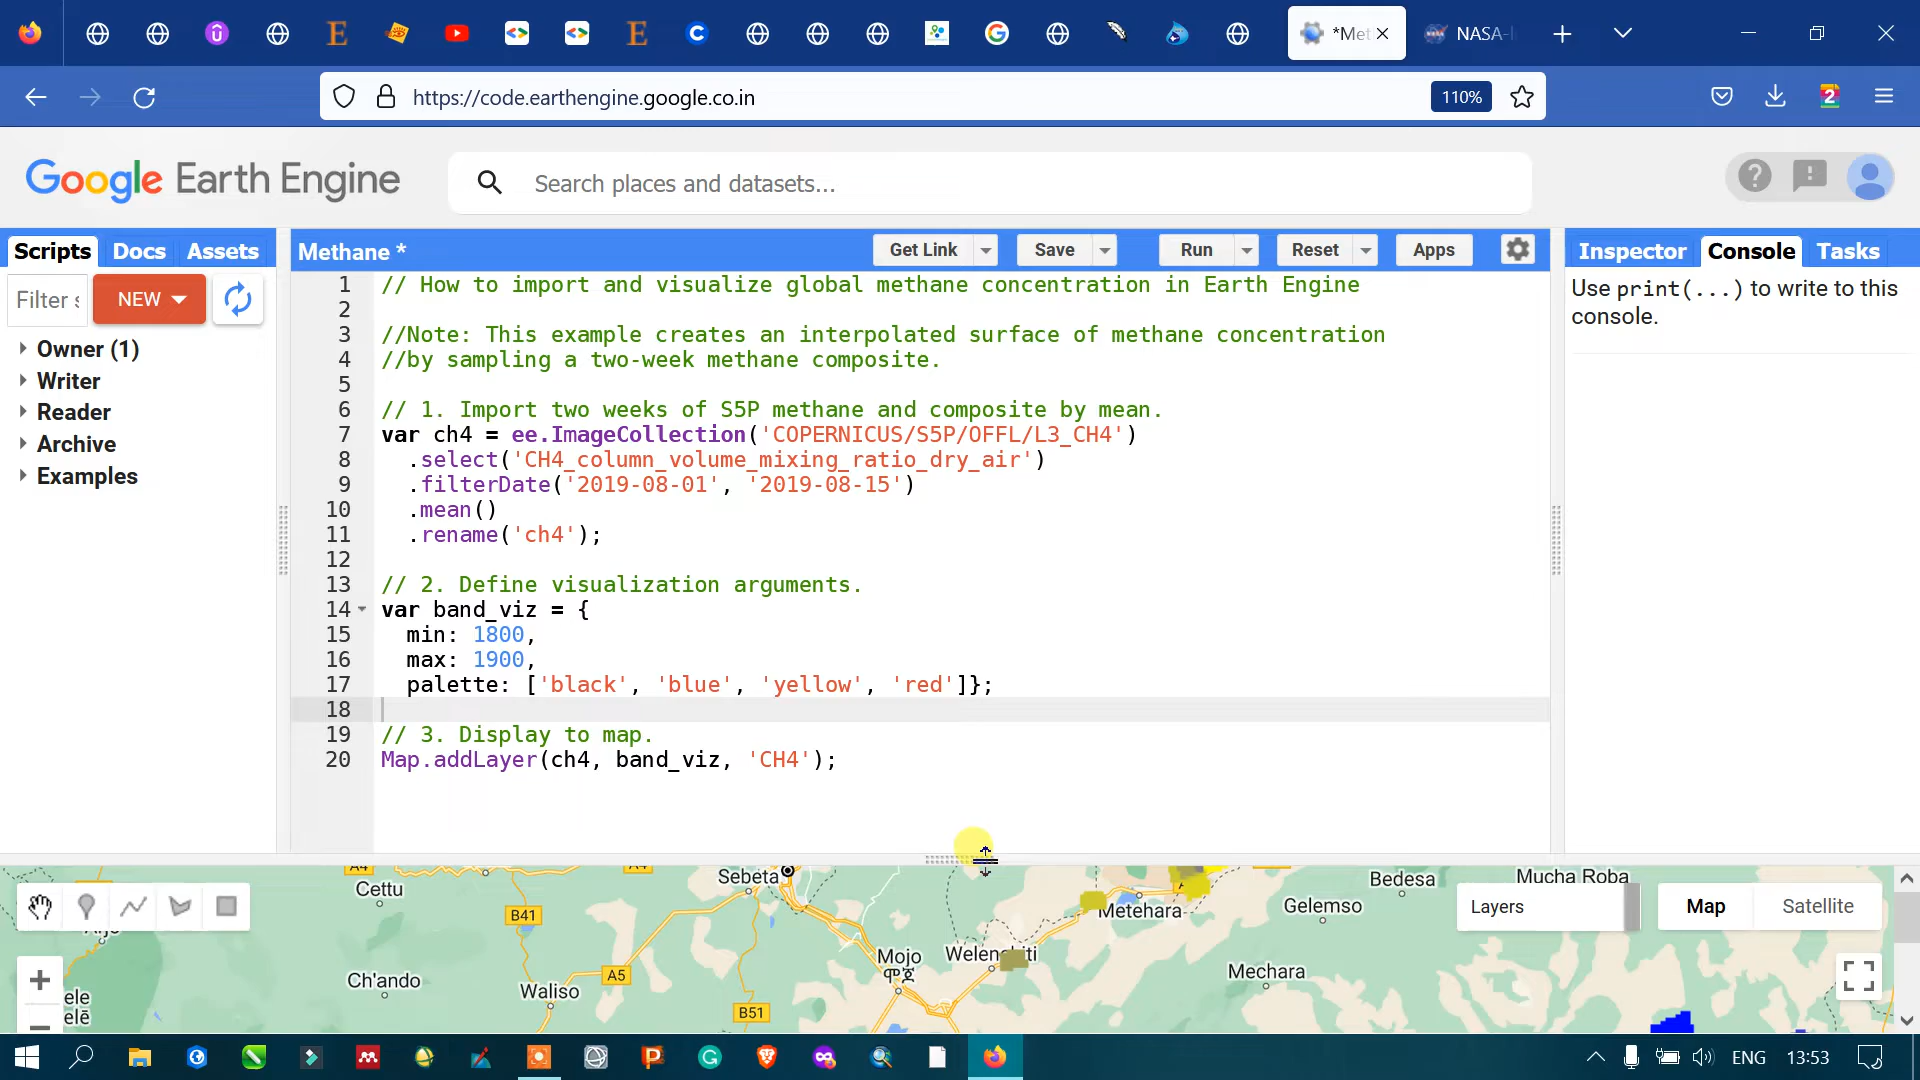 *Met
NASA-
https://code.earthengine.google.co.in
110%
2
Google Earth Engine
Search places and datasets...
Scripts Docs Assets
Methane *
Get Link
Save
Run
Reset
Apps
Inspector Console Tasks
Filter
NEW
Use print(...) to write to this
console.
Owner (1)
Writer
Reader
Archive
Examples
1 // How to import and visualize global methane concentration in Earth Engine
2
3 //Note: This example creates an interpolated surface of methane concentration
4 //by sampling a two-week methane composite.
5
6 // 1. Import two weeks of S5P methane and composite by mean.
7 var ch4 = ee.ImageCollection('COPERNICUS/S5P/OFFL/L3_CH4')
8 .select('CH4_column_volume_mixing_ratio_dry_air')
9 .filterDate('2019-08-01', '2019-08-15')
10 .mean()
11 .rename('ch4');
12
13 // 2. Define visualization arguments.
14 var band_viz = {
15 min: 1800,
16 max: 1900,
17 palette: ['black', 'blue', 'yellow', 'red']};
18
19 // 3. Display to map.
20 Map.addLayer(ch4, band_viz, 'CH4');
A4
Cettu
Sebeta
Bedesa
Mucha Roba
Layers
Map
Satellite
B41
Metehara
Gelemso
Mojo
ሞጆ
Mechara
Ch'ando
A5
Waliso
B51
ele
elē
ENG
13:53